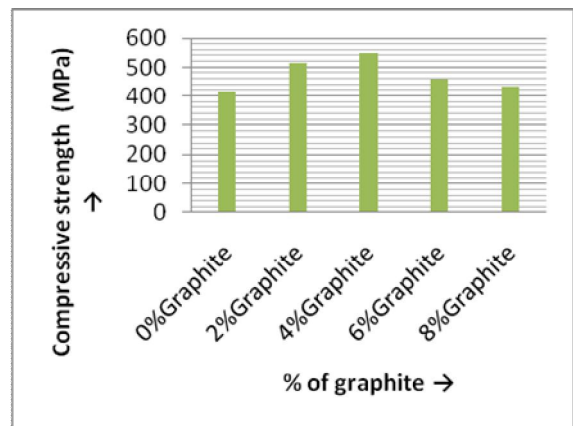 Compressive strength (MPa)
→
600
500
400
300
200
100
0
0%Graphite
2%Graphite
4%Graphite
6%Graphite
8%Graphite
% of graphite →